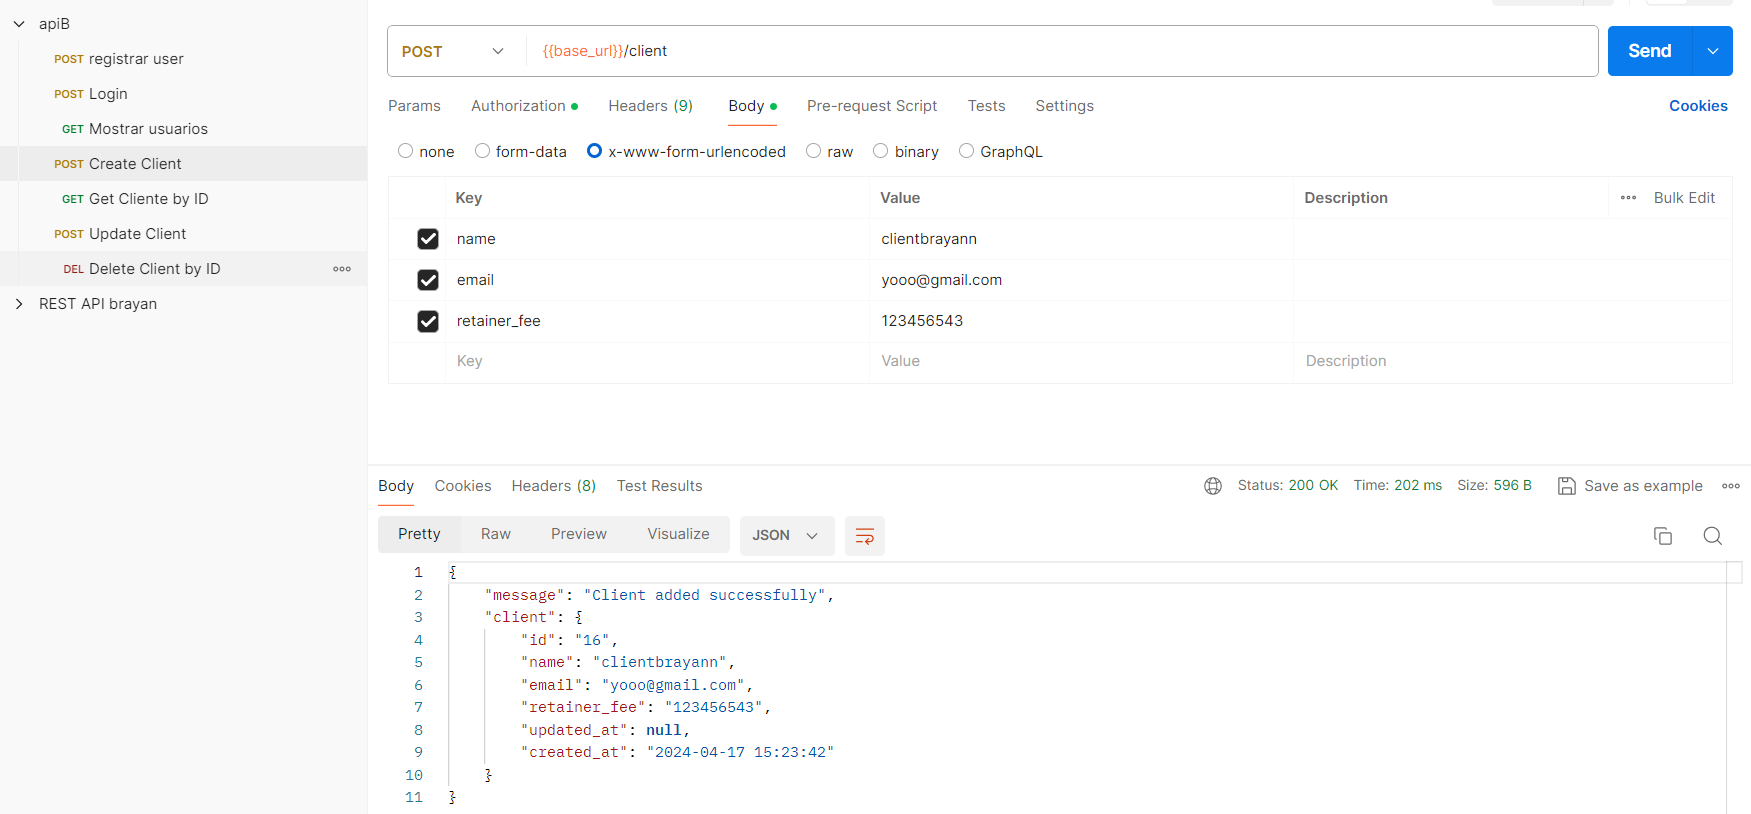 apiB
POST registrar user
POST Login
GET Mostrar usuarios
POST Create Client
GET Get Cliente by ID
POST Update Client
DEL Delete Client by ID
REST API brayan
POST {{base_url}}/client Send
Params Authorization Headers (9) Body Pre-request Script Tests Settings Cookies
none form-data x-www-form-urlencoded raw binary GraphQL
Key Value Description Bulk Edit
name clientbrayann
email yooo@gmail.com
retainer_fee 123456543
Key Value Description
Body Cookies Headers (8) Test Results Status: 200 OK Time: 202 ms Size: 596 B Save as example
Pretty Raw Preview Visualize JSON
1 {
2 "message": "Client added successfully",
3 "client": {
4 "id": "16",
5 "name": "clientbrayann",
6 "email": "yooo@gmail.com",
7 "retainer_fee": "123456543",
8 "updated_at": null,
9 "created_at": "2024-04-17 15:23:42"
10 }
11 }